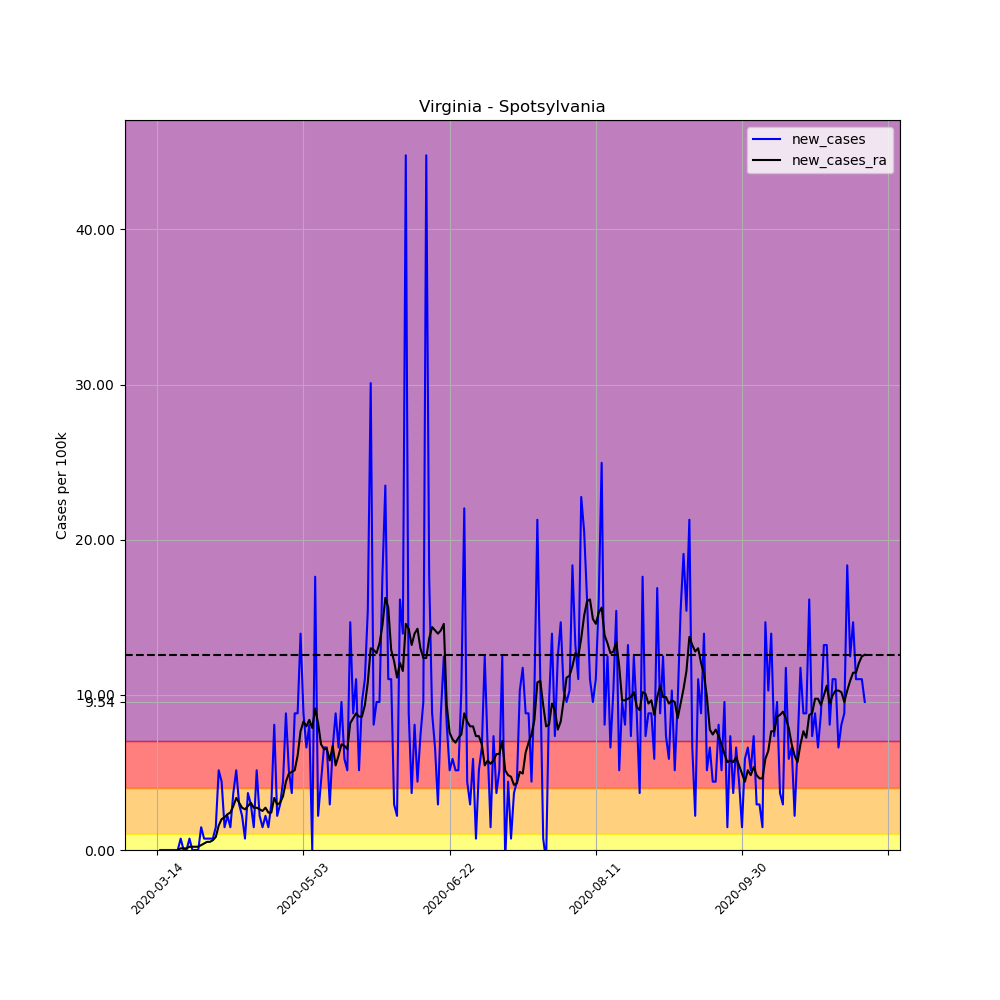 Virginia - Spotsylvania
new_cases
new_cases_ra
Cases per 100k
40.00
30.00
20.00
10.00
9.54
0.00
2020-03-14
2020-05-03
2020-06-22
2020-08-11
2020-09-30